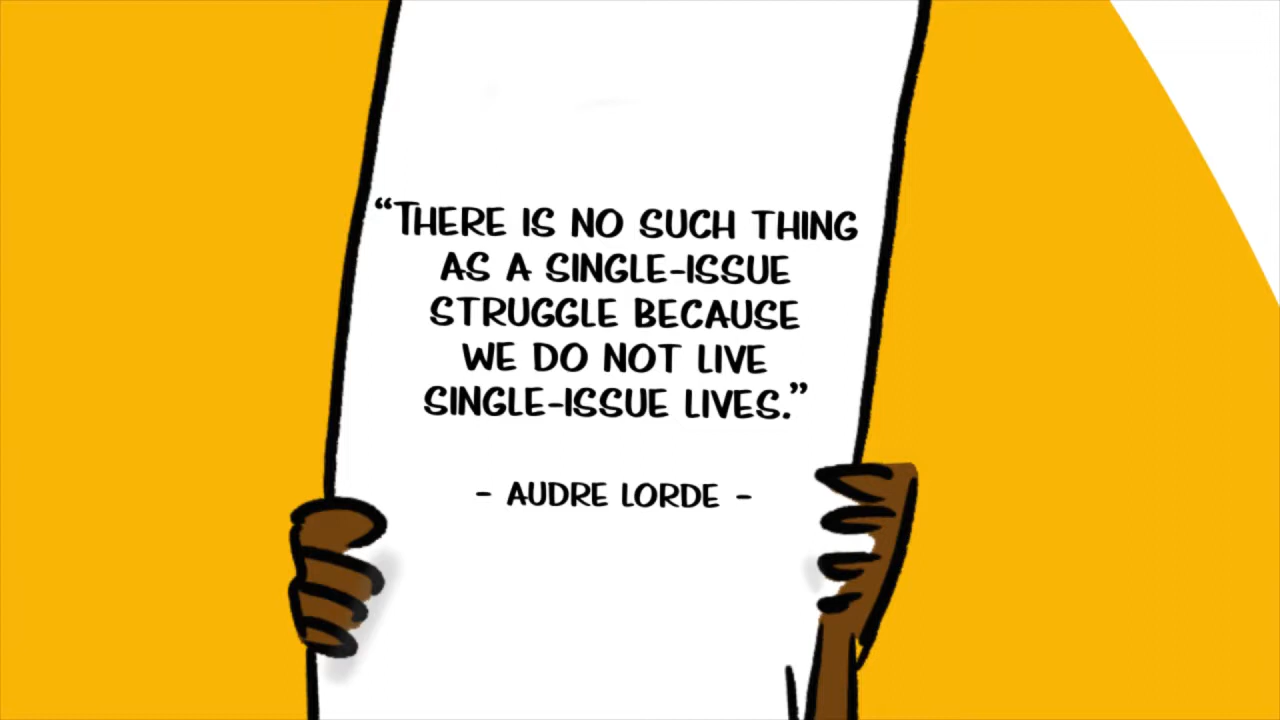 “THERE IS NO SUCH THING
AS A SINGLE-ISSUE
STRUGGLE BECAUSE
WE DO NOT LIVE
SINGLE-ISSUE LIVES.”
- AUDRE LORDE -